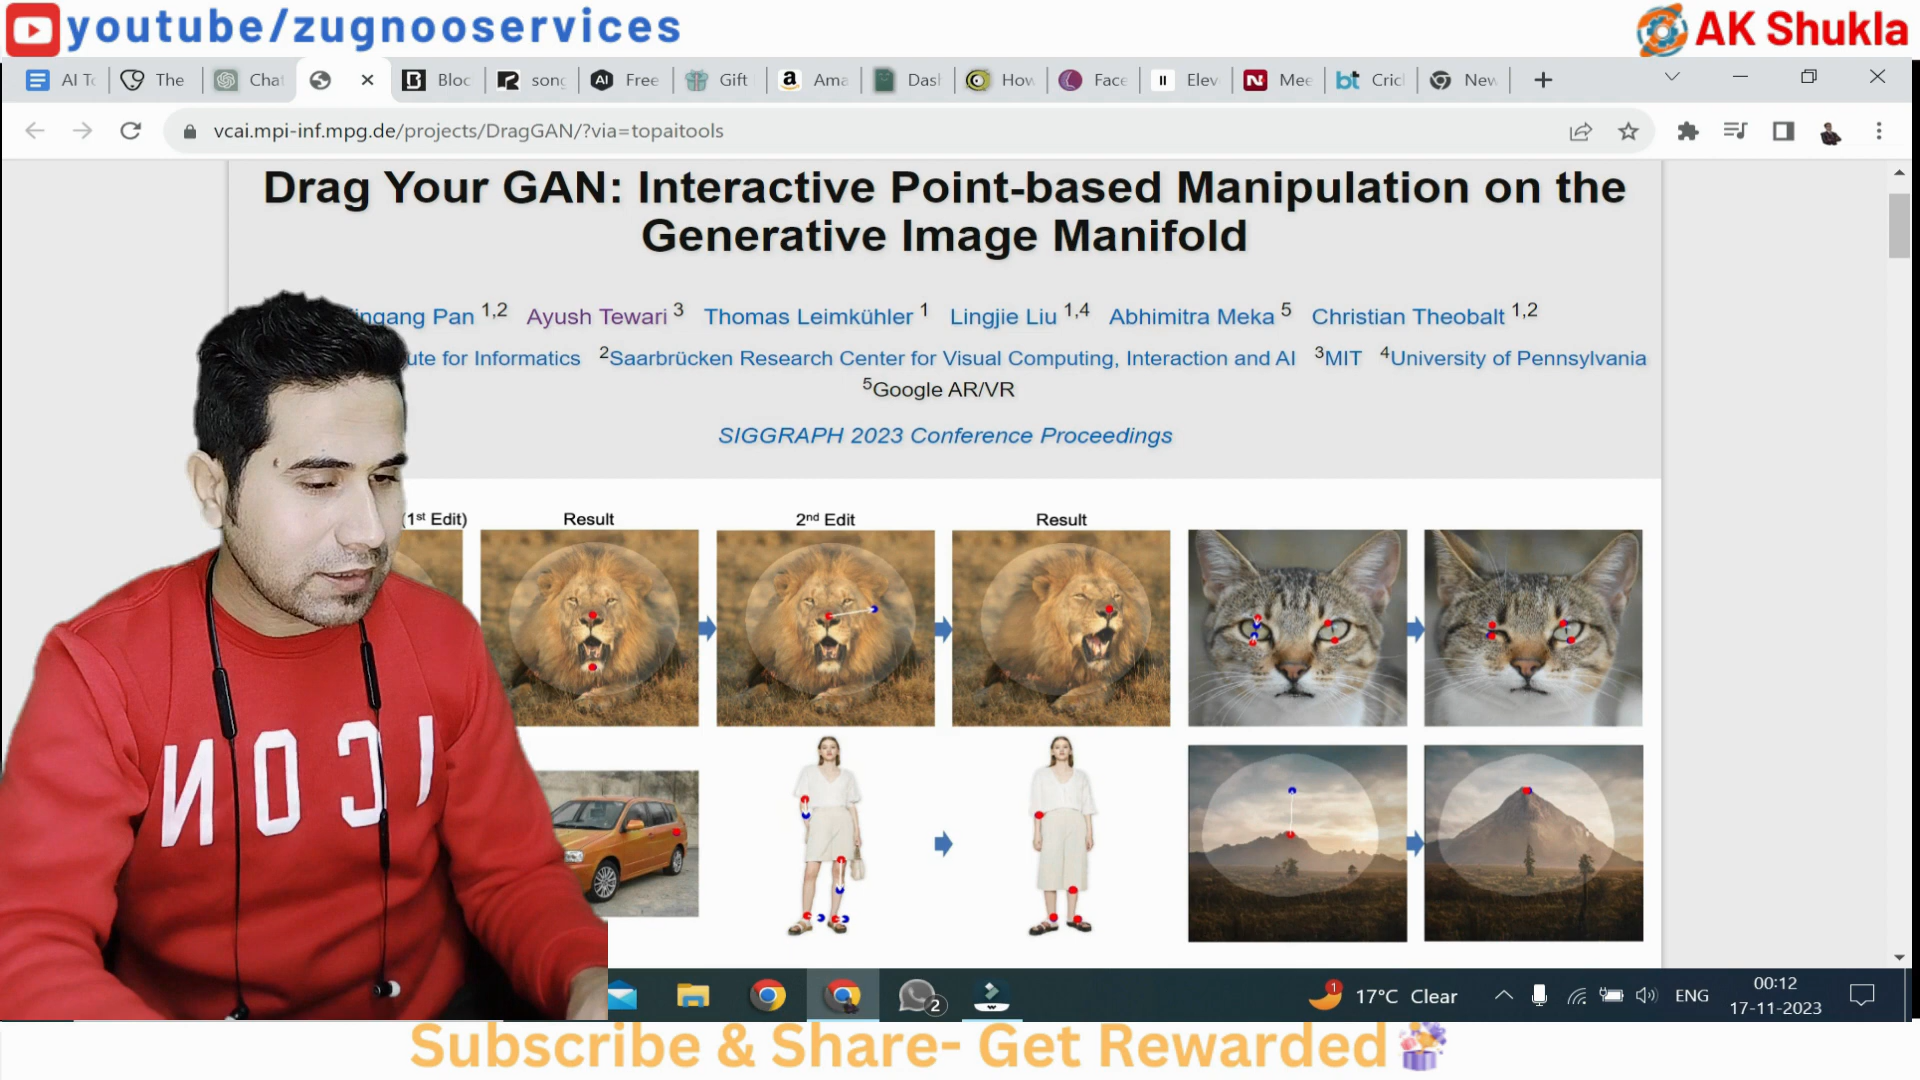 youtube/zugnooservices
AK Shukla
AI To
The
Chat
Bloc
song
Free
Gift
Ama
Dash
How
Face
Elev
Mee
Cric
New
vcai.mpi-inf.mpg.de/projects/DragGAN/?via=topaitools
Drag Your GAN: Interactive Point-based Manipulation on the
Generative Image Manifold
ngang Pan 1,2 Ayush Tewari 3 Thomas Leimkühler 1 Lingjie Liu 1,4 Abhimitra Meka 5 Christian Theobalt 1,2
ute for Informatics 2Saarbrücken Research Center for Visual Computing, Interaction and AI 3MIT 4University of Pennsylvania
5Google AR/VR
SIGGRAPH 2023 Conference Proceedings
(1st Edit) Result 2nd Edit Result
ICON
2
1
17°C Clear
ENG
00:12
17-11-2023
Subscribe & Share- Get Rewarded